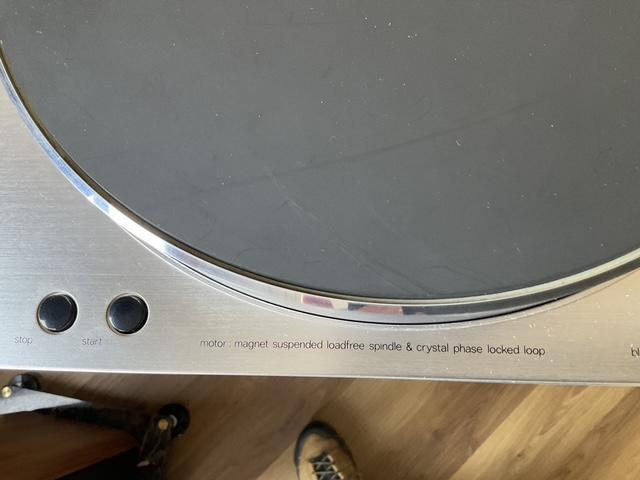 stop
start
motor: magnet suspended loadfree spindle & crystal phase locked loop